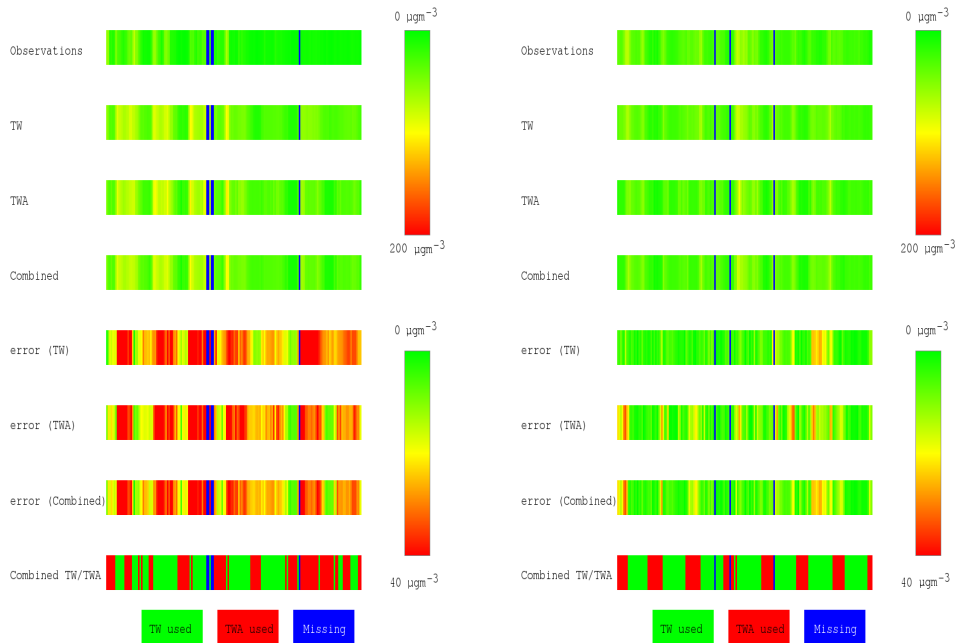 0 µgm-3
Observations
TW
TWA
200 µgm-3
Combined
0 µgm-3
error (TW)
error (TWA)
error (Combined)
Combined TW/TWA
40 µgm-3
TW used TWA used Missing
0 µgm-3
Observations
TW
TWA
200 µgm-3
Combined
0 µgm-3
error (TW)
error (TWA)
error (Combined)
Combined TW/TWA
40 µgm-3
TW used TWA used Missing